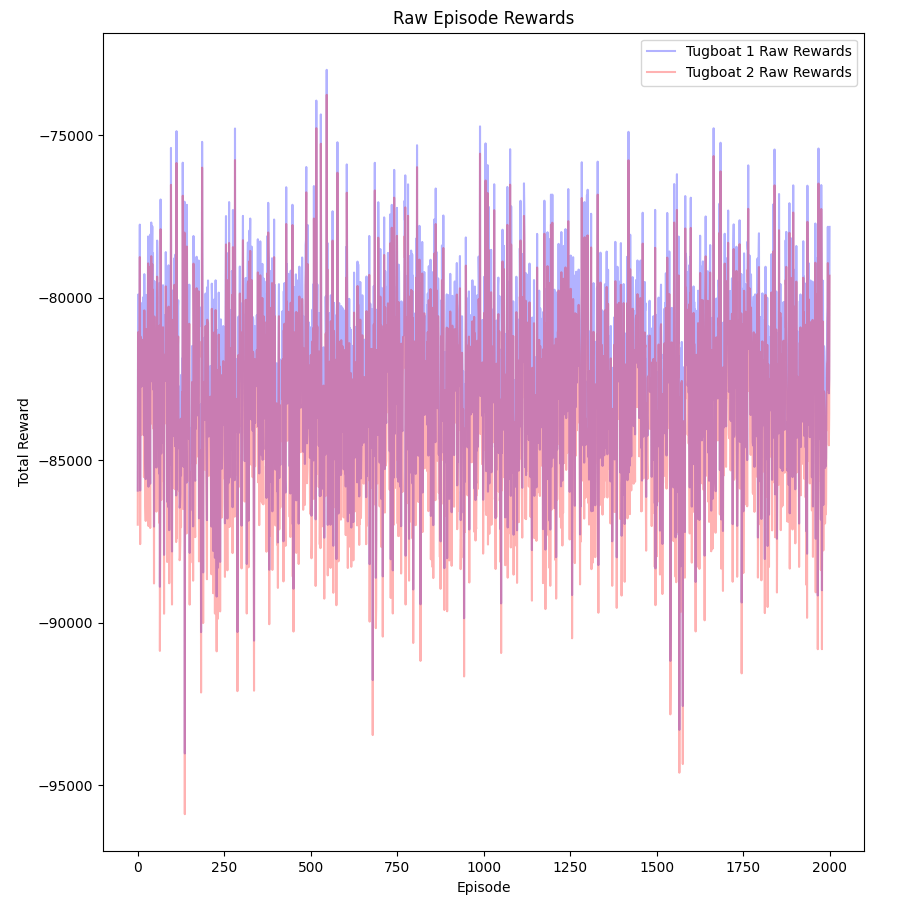 Raw Episode Rewards
Tugboat 1 Raw Rewards
Tugboat 2 Raw Rewards
−75000
−80000
−85000
−90000
−95000
Total Reward
0 250 500 750 1000 1250 1500 1750 2000
Episode